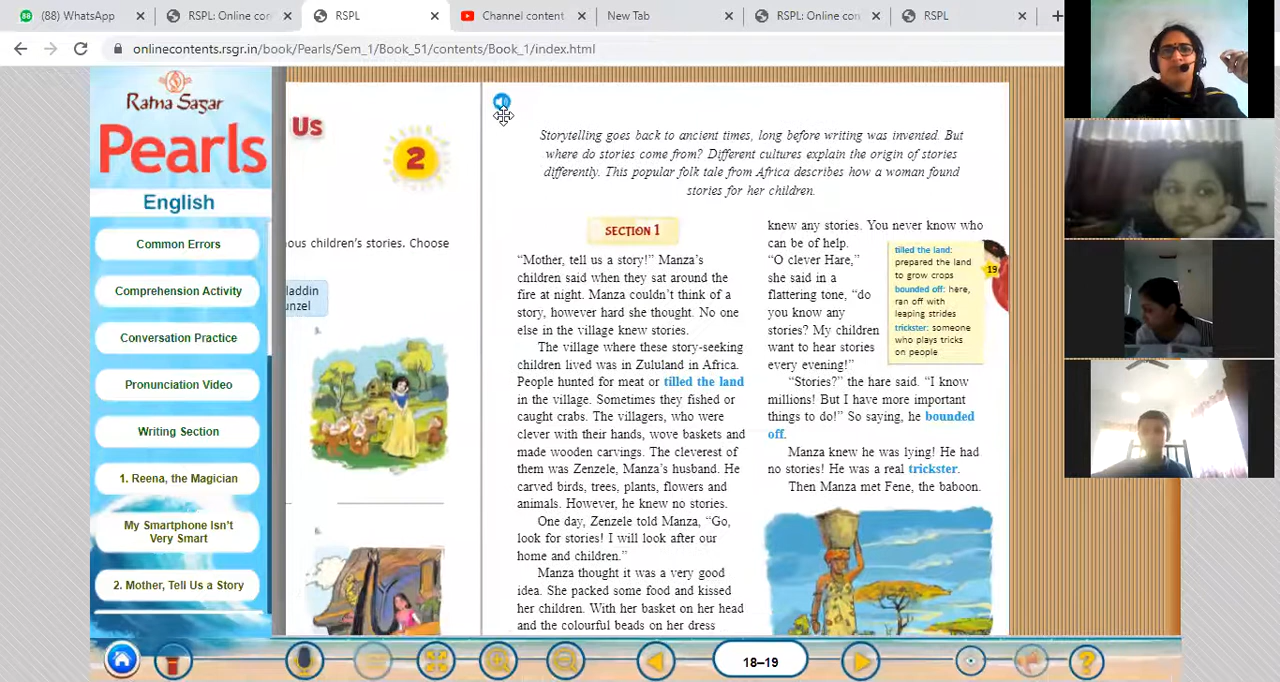 (88) WhatsApp
RSPL: Online con
RSPL
Channel content
New Tab
RSPL: Online con
RSPL
onlinecontents.rsgr.in/book/Pearls/Sem_1/Book_51/contents/Book_1/index.html
Ratna Sagar
Pearls
English
Common Errors
Comprehension Activity
Conversation Practice
Pronunciation Video
Writing Section
1. Reena, the Magician
My Smartphone Isn't
Very Smart
2. Mother, Tell Us a Story
Us
2
ous children's stories. Choose
laddin
unzel
Storytelling goes back to ancient times, long before writing was invented. But
where do stories come from? Different cultures explain the origin of stories
differently. This popular folk tale from Africa describes how a woman found
stories for her children.
SECTION 1
"Mother, tell us a story!" Manza's
children said when they sat around the
fire at night. Manza couldn't think of a
story, however hard she thought. No one
else in the village knew stories.
The village where these story-seeking
children lived was in Zululand in Africa.
People hunted for meat or tilled the land
in the village. Sometimes they fished or
caught crabs. The villagers, who were
clever with their hands, wove baskets and
made wooden carvings. The cleverest of
them was Zenzele, Manza's husband. He
carved birds, trees, plants, flowers and
animals. However, he knew no stories.
One day, Zenzele told Manza, "Go,
look for stories! I will look after our
home and children."
Manza thought it was a very good
idea. She packed some food and kissed
her children. With her basket on her head
and the colourful beads on her dress
knew any stories. You never know who
can be of help.
"O clever Hare,"
she said in a
flattering tone, "do
you know any
stories? My children
want to hear stories
every evening!"
"Stories?" the hare said. "I know
millions! But I have more important
things to do!" So saying, he bounded
off.
Manza knew he was lying! He had
no stories! He was a real trickster.
Then Manza met Fene, the baboon.
tilled the land:
prepared the land
to grow crops
bounded off: here,
ran off with
leaping strides
trickster: someone
who plays tricks
on people
19
18–19
?